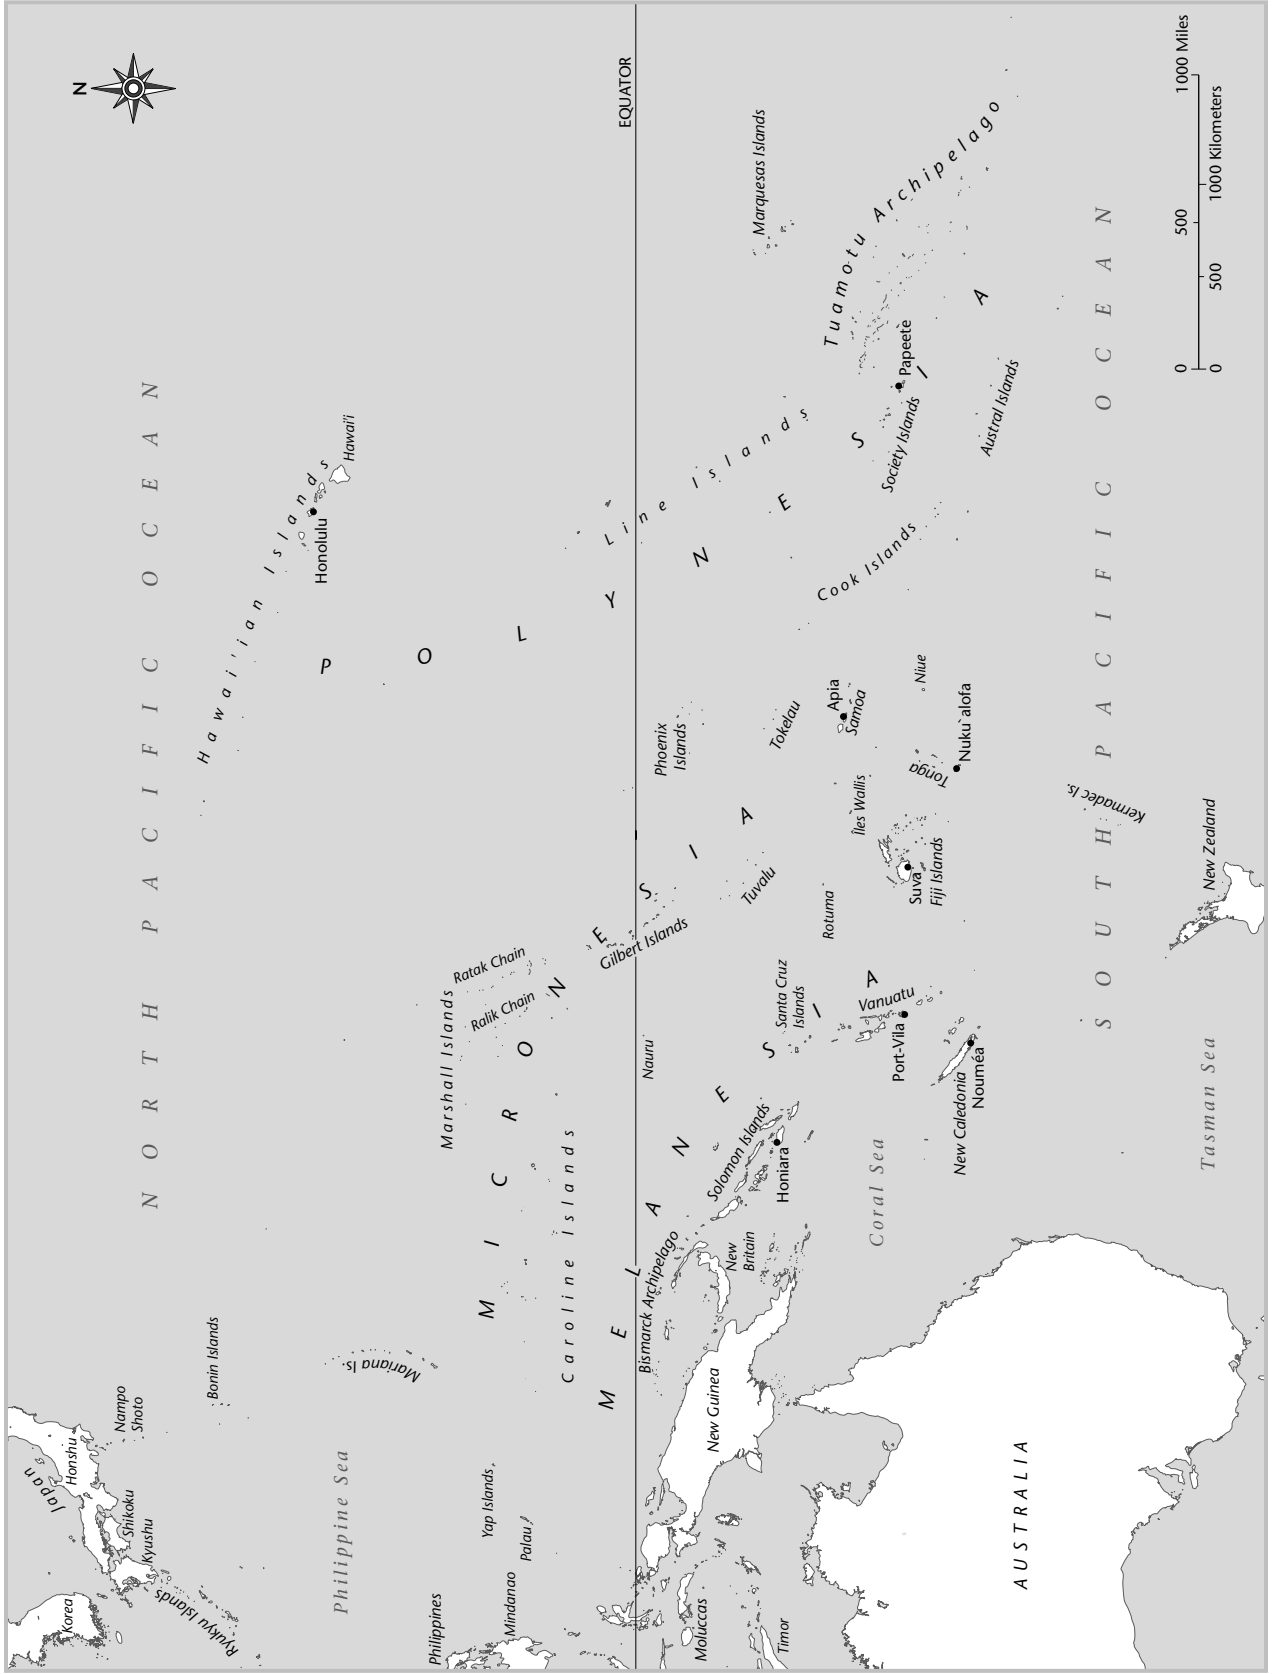 N
NORTH PACIFIC OCEAN
Japan
Korea
Honshu
Shikoku
Kyushu
Nampo
Shoto
Ryukyu Islands
Bonin Islands
Hawai'ian Islands
Honolulu
Hawai'i
Philippine Sea
Mariana Is.
POLYNESIA
Philippines
Mindanao
Yap Islands
Palau
MICRONESIA
Marshall Islands
Ratak Chain
Ralik Chain
Caroline Islands
EQUATOR
Gilbert Islands
Nauru
Line Islands
Phoenix
Islands
MELANESIA
Bismarck Archipelago
New Guinea
Moluccas
Timor
New
Britain
Solomon Islands
Honiara
Santa Cruz
Islands
Tuvalu
Tokelau
Marquesas Islands
Rotuma
Îles Wallis
Apia
Samoa
Cook Islands
Tuamotu Archipelago
Vanuatu
Port-Vila
Suva
Fiji Islands
Tonga
Niue
Nuku`alofa
Society Islands
Papeete
Austral Islands
Coral Sea
New Caledonia
Nouméa
AUSTRALIA
Kermadec Is.
SOUTH PACIFIC OCEAN
Tasman Sea
New Zealand
0 500 1000 Miles
0 500 1000 Kilometers